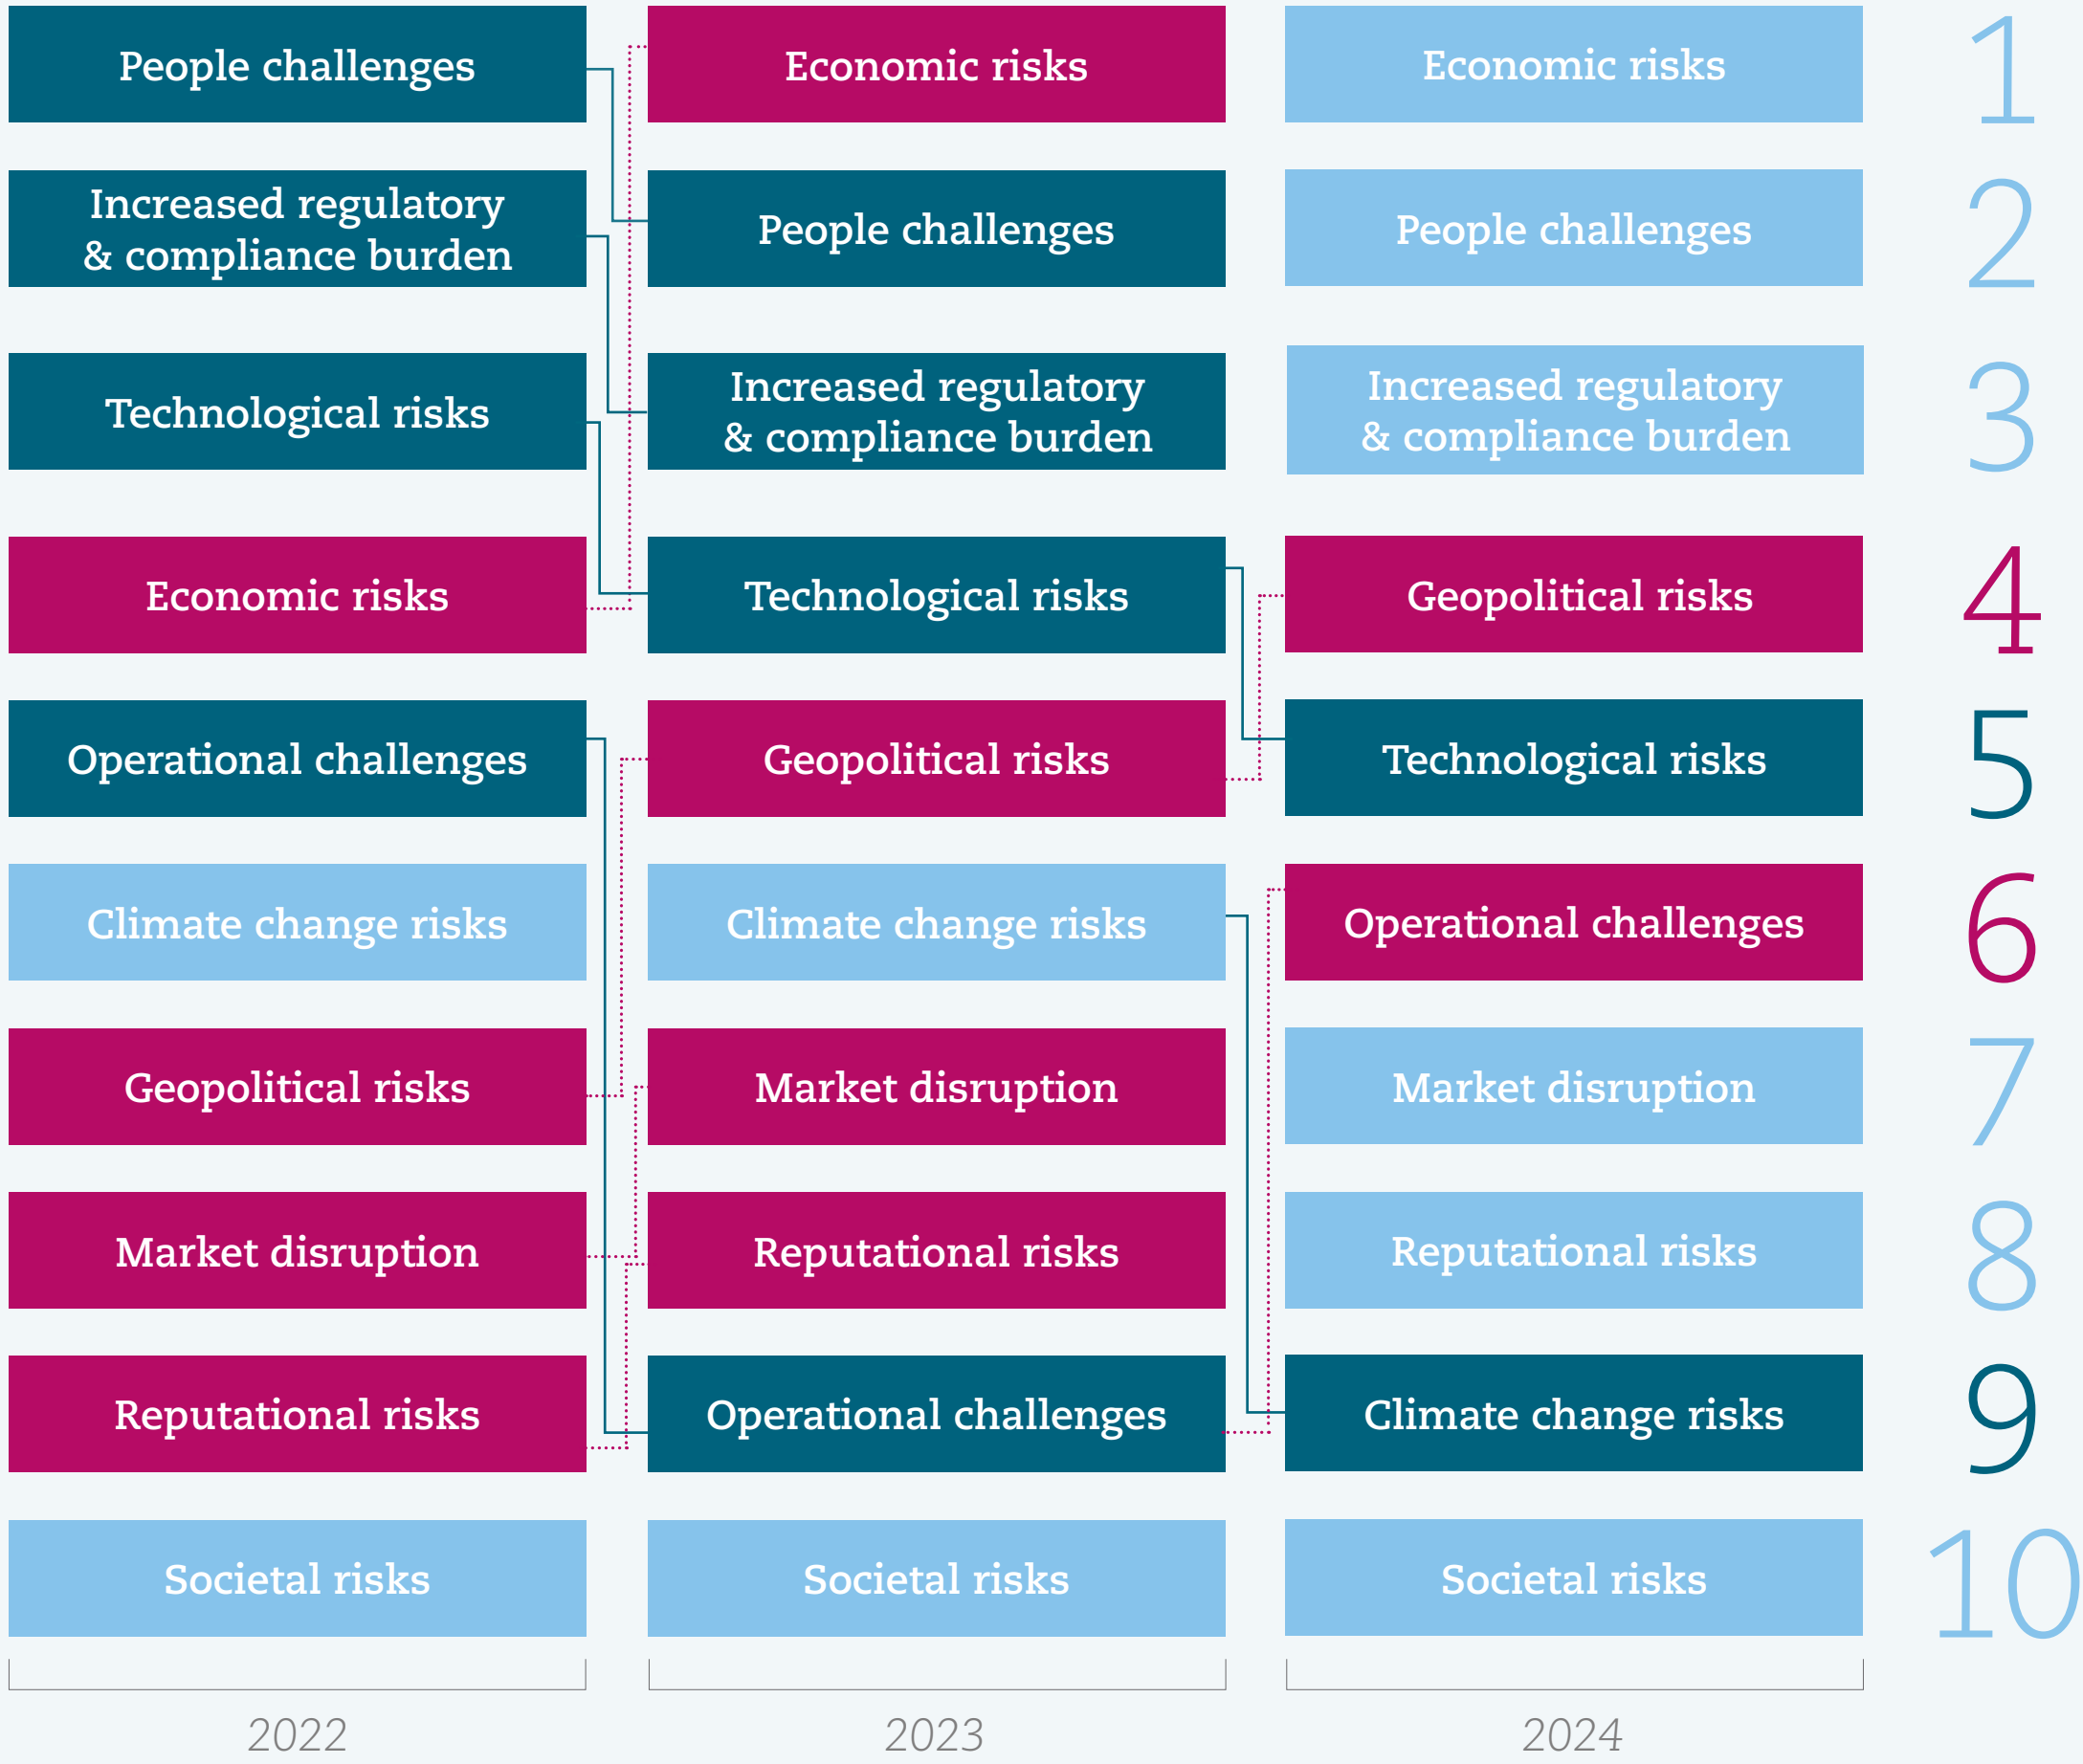 People challenges
Economic risks
Economic risks
1
Increased regulatory
& compliance burden
People challenges
People challenges
2
Technological risks
Increased regulatory
& compliance burden
Increased regulatory
& compliance burden
3
Economic risks
Technological risks
Geopolitical risks
4
Operational challenges
Geopolitical risks
Technological risks
5
Climate change risks
Climate change risks
Operational challenges
6
Geopolitical risks
Market disruption
Market disruption
7
Market disruption
Reputational risks
Reputational risks
8
Reputational risks
Operational challenges
Climate change risks
9
Societal risks
Societal risks
Societal risks
10
2022
2023
2024